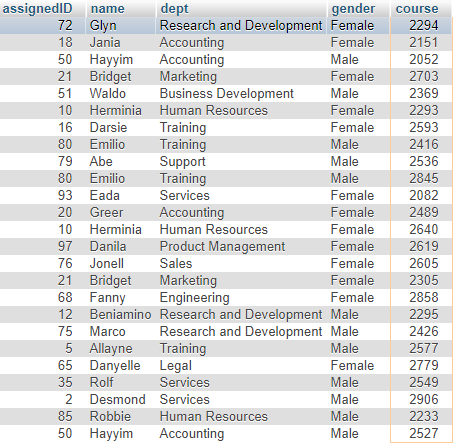 assignedID name dept gender course
72 Glyn Research and Development Female 2294
18 Jania Accounting Female 2151
50 Hayyim Accounting Male 2052
21 Bridget Marketing Female 2703
51 Waldo Business Development Male 2369
10 Herminia Human Resources Female 2293
16 Darsie Training Female 2593
80 Emilio Training Male 2416
79 Abe Support Male 2536
80 Emilio Training Male 2845
93 Eada Services Female 2082
20 Greer Accounting Female 2489
10 Herminia Human Resources Female 2640
97 Danila Product Management Female 2619
76 Jonell Sales Female 2605
21 Bridget Marketing Female 2305
68 Fanny Engineering Female 2858
12 Beniamino Research and Development Male 2295
75 Marco Research and Development Male 2426
5 Allayne Training Male 2577
65 Danyelle Legal Female 2779
35 Rolf Services Male 2549
2 Desmond Services Male 2906
85 Robbie Human Resources Male 2233
50 Hayyim Accounting Male 2527